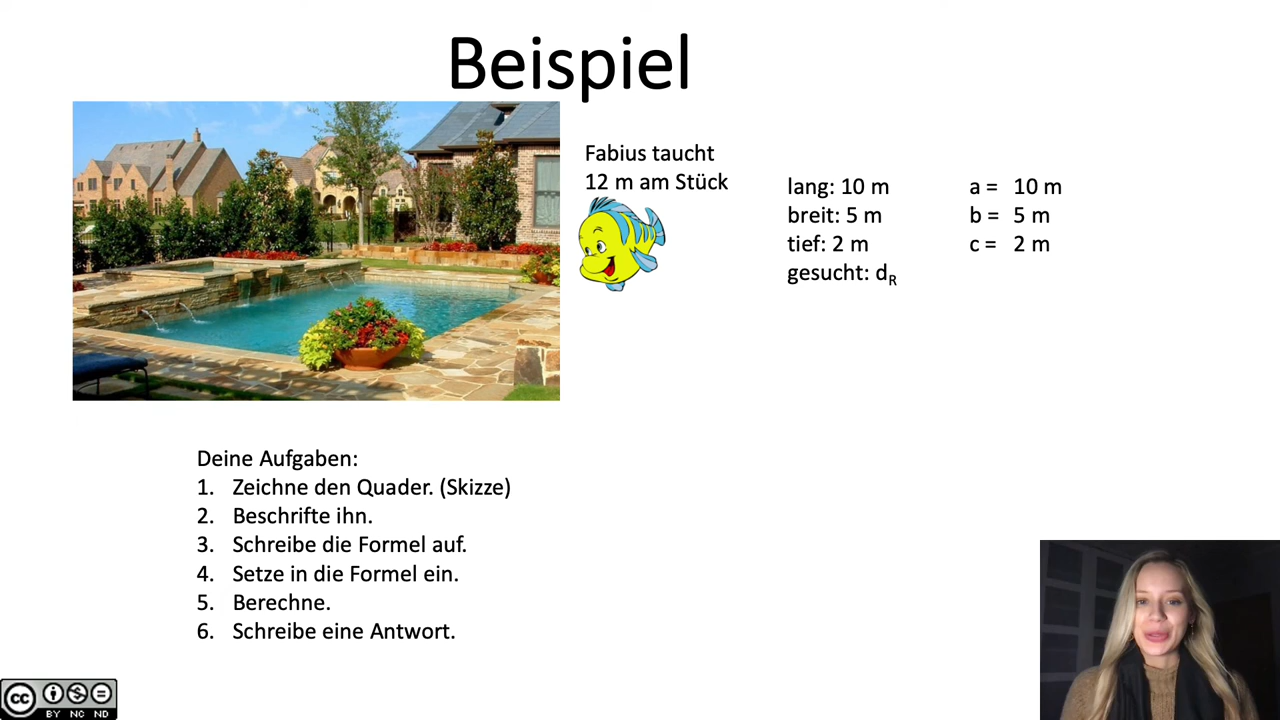 Beispiel
Fabius taucht
12 m am Stück
lang: 10 m
breit: 5 m
tief: 2 m
gesucht: dR
a = 10 m
b = 5 m
c = 2 m
Deine Aufgaben:
1. Zeichne den Quader. (Skizze)
2. Beschrifte ihn.
3. Schreibe die Formel auf.
4. Setze in die Formel ein.
5. Berechne.
6. Schreibe eine Antwort.
cc
BY NC ND